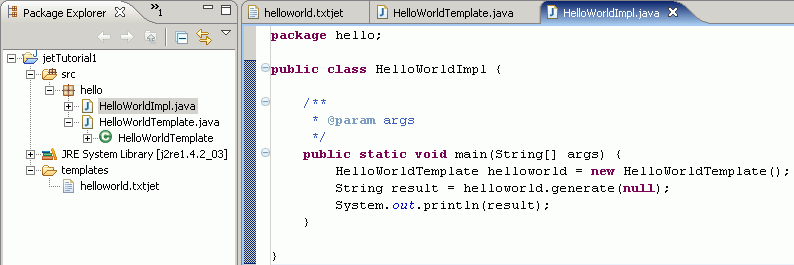 Package Explorer
1
jetTutorial1
src
hello
HelloWorldImpl.java
HelloWorldTemplate.java
HelloWorldTemplate
JRE System Library [j2re1.4.2_03]
templates
helloworld.txtjet
helloworld.txtjet HelloWorldTemplate.java HelloWorldImpl.java
package hello;
public class HelloWorldImpl {
/**
* @param args
*/
public static void main(String[] args) {
HelloWorldTemplate helloworld = new HelloWorldTemplate();
String result = helloworld.generate(null);
System.out.println(result);
}
}